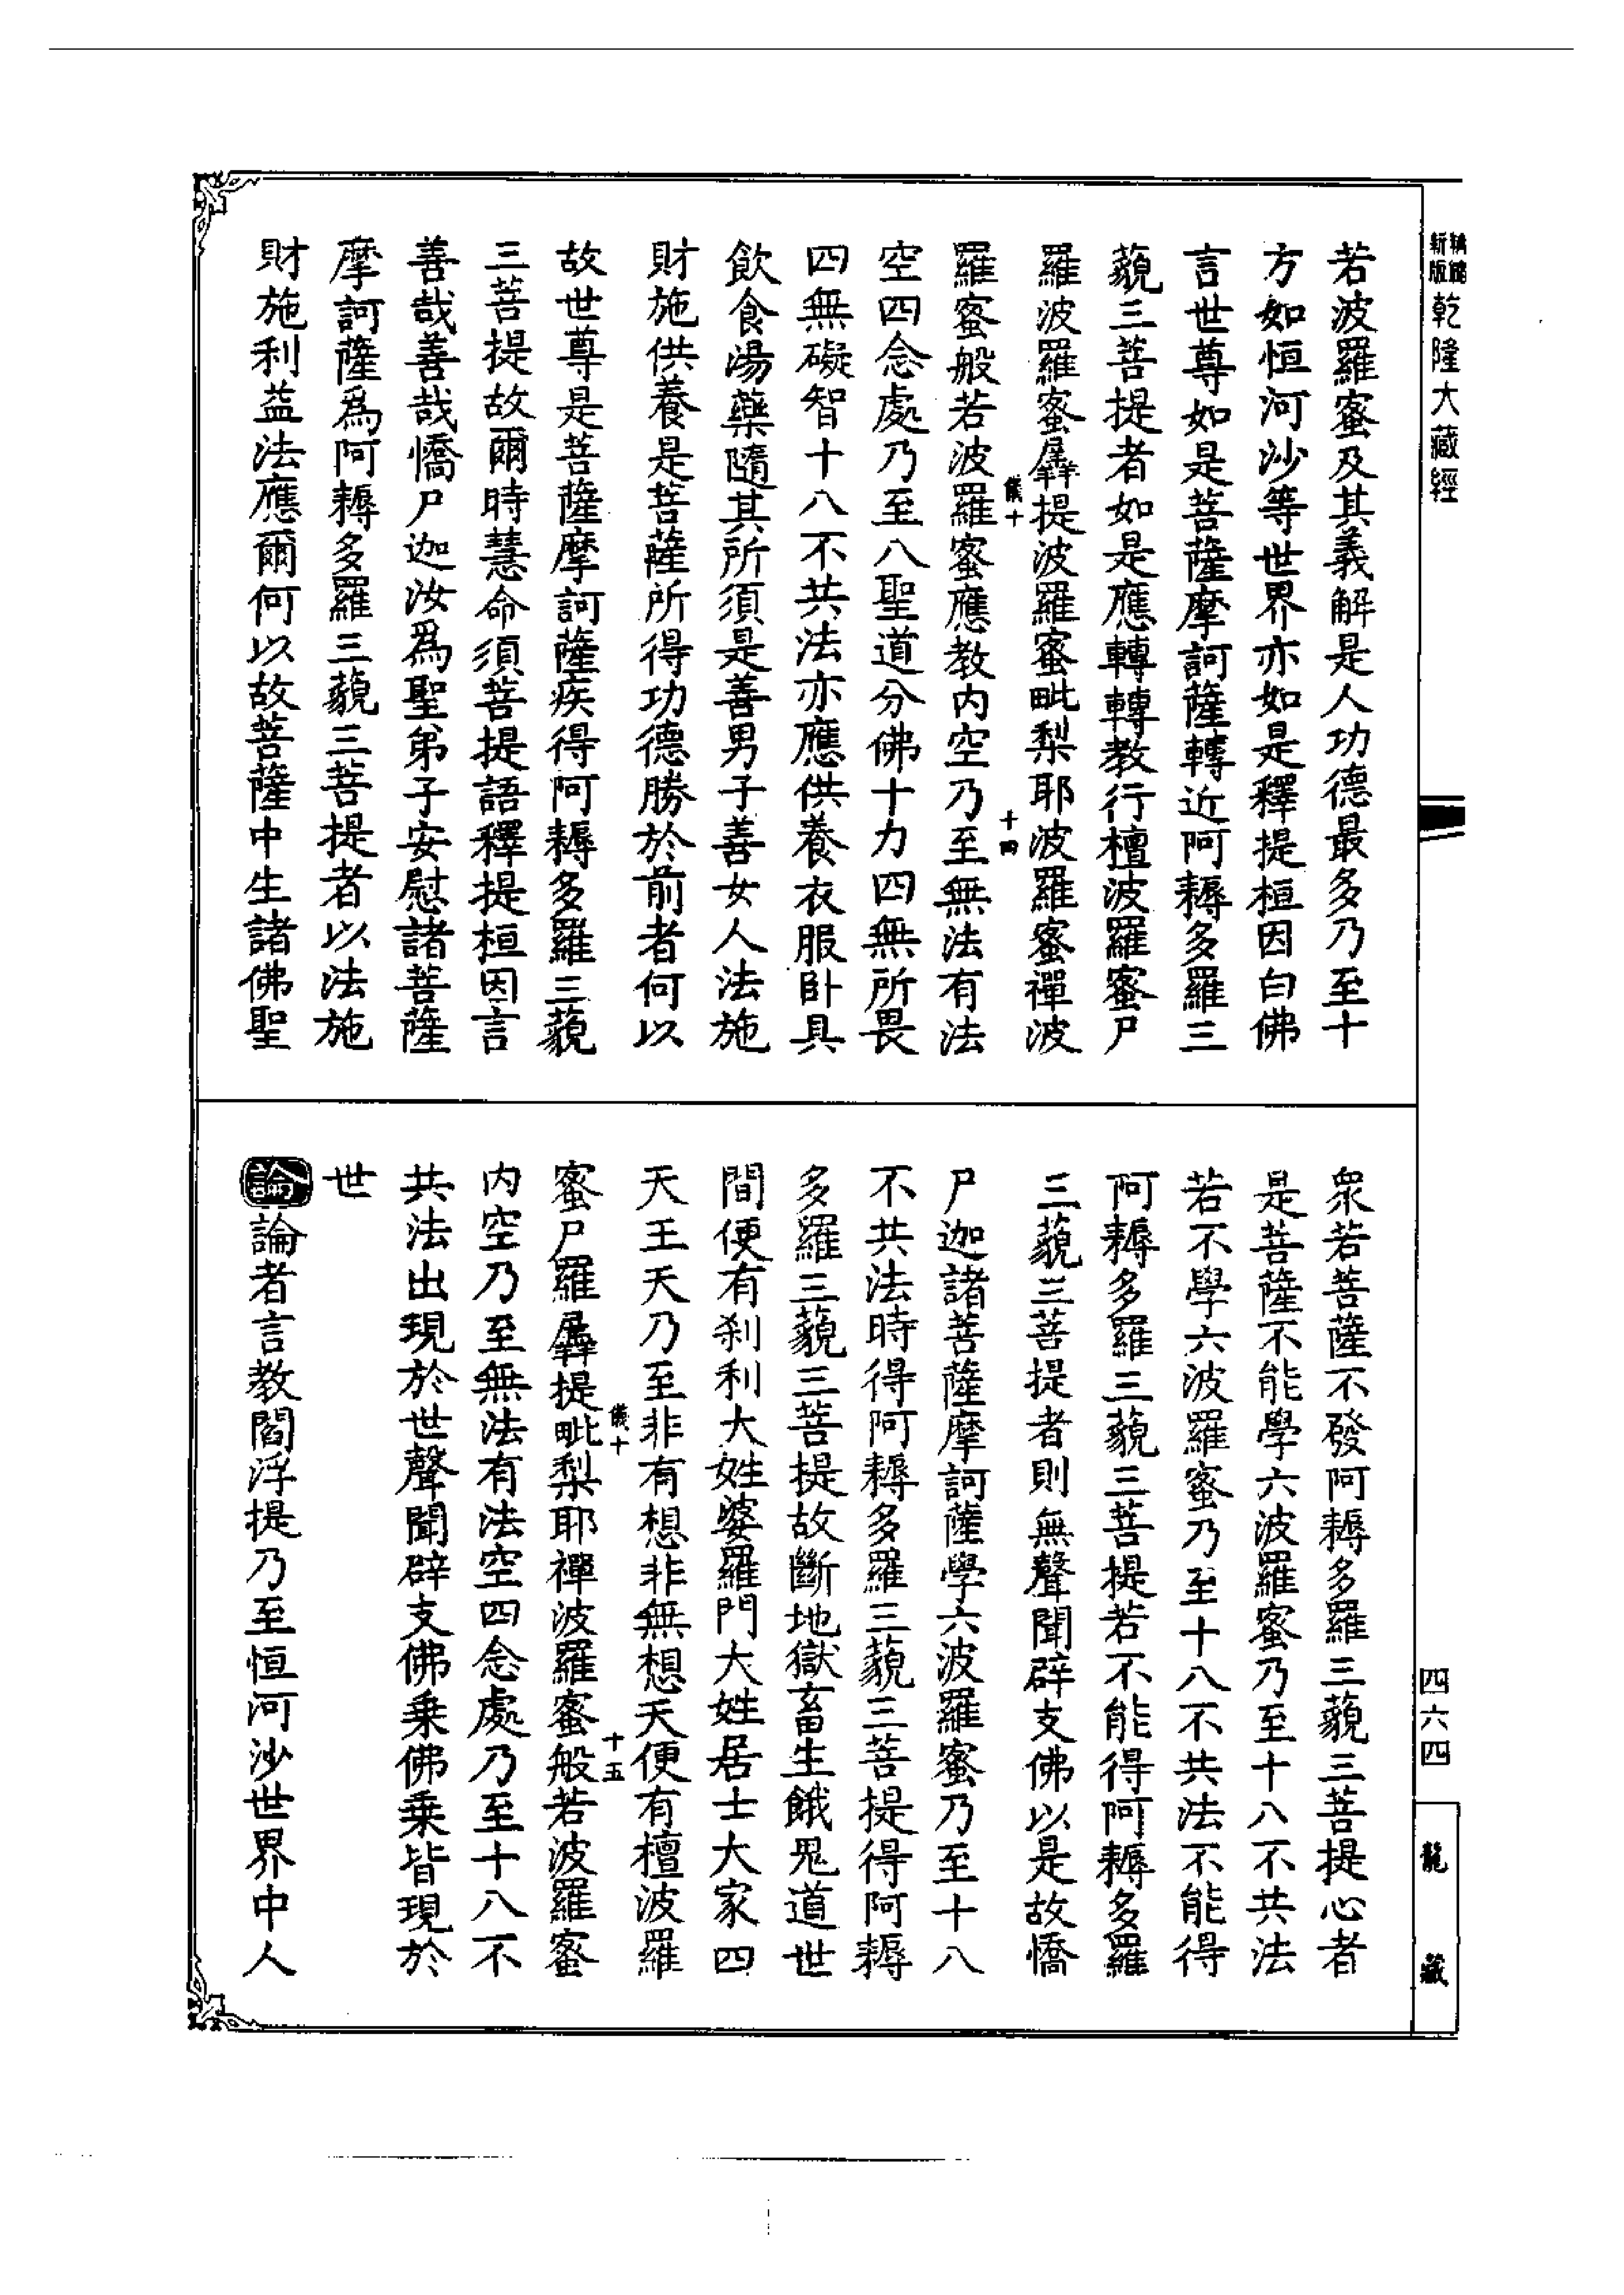 新版
乾隆大藏經
若波羅蜜及其義解是人功德最多乃至十
方如恒河沙等世界亦如是釋提桓因白佛
言世尊如是菩薩摩訶薩轉近阿耨多羅三
藐三菩提者如是應轉轉教行檀波羅蜜尸
羅波羅蜜羼提波羅蜜毗梨耶波羅蜜禪波
儀十
十四
羅蜜般若波羅蜜應教內空乃至無法有法
空四念處乃至八聖道分佛十力四無所畏
四無礙智十八不共法亦應供養衣服卧具
飲食湯藥隨其所須是善男子善女人法施
財施供養是菩薩所得功德勝於前者何以
故世尊是菩薩摩訶薩疾得阿耨多羅三藐
三菩提故爾時慧命須菩提語釋提桓因言
善哉善哉憍尸迦汝為聖弟子安慰諸菩薩
摩訶薩為阿耨多羅三藐三菩提者以法施
財施利益法應爾何以故菩薩中生諸佛聖
眾若菩薩不發阿耨多羅三藐三菩提心者
是菩薩不能學六波羅蜜乃至十八不共法
若不學六波羅蜜乃至十八不共法不能得
阿耨多羅三藐三菩提若不能得阿耨多羅
三藐三菩提者則無聲聞辟支佛以是故憍
尸迦諸菩薩摩訶薩學六波羅蜜乃至十八
不共法時得阿耨多羅三藐三菩提得阿耨
多羅三藐三菩提故斷地獄畜生餓鬼道世
間便有剎利大姓婆羅門大姓居士大家四
天王天乃至非有想非無想天便有檀波羅
儀十
十五
蜜尸羅羼提毗梨耶禪波羅蜜般若波羅蜜
內空乃至無法有法空四念處乃至十八不
共法出現於世聲聞辟支佛乘佛乘皆現於
世
論論者言教閻浮提乃至恒河沙世界中人
四六四
龍藏